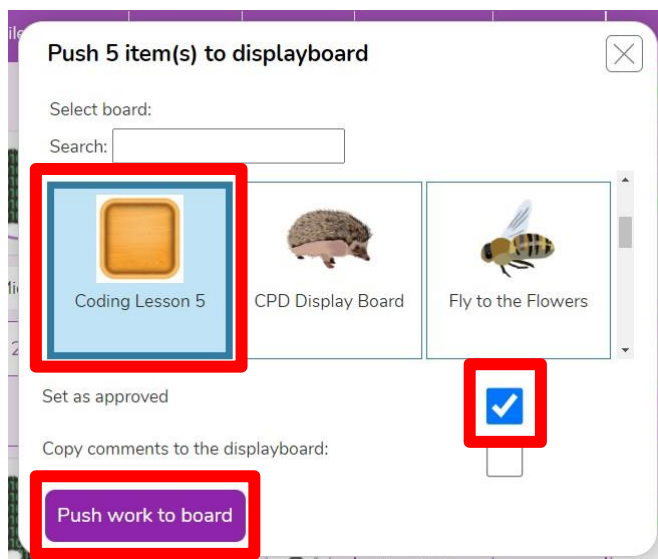 Push 5 item(s) to displayboard
Select board:
Search:
Coding Lesson 5
CPD Display Board
Fly to the Flowers
Set as approved
Copy comments to the displayboard:
Push work to board